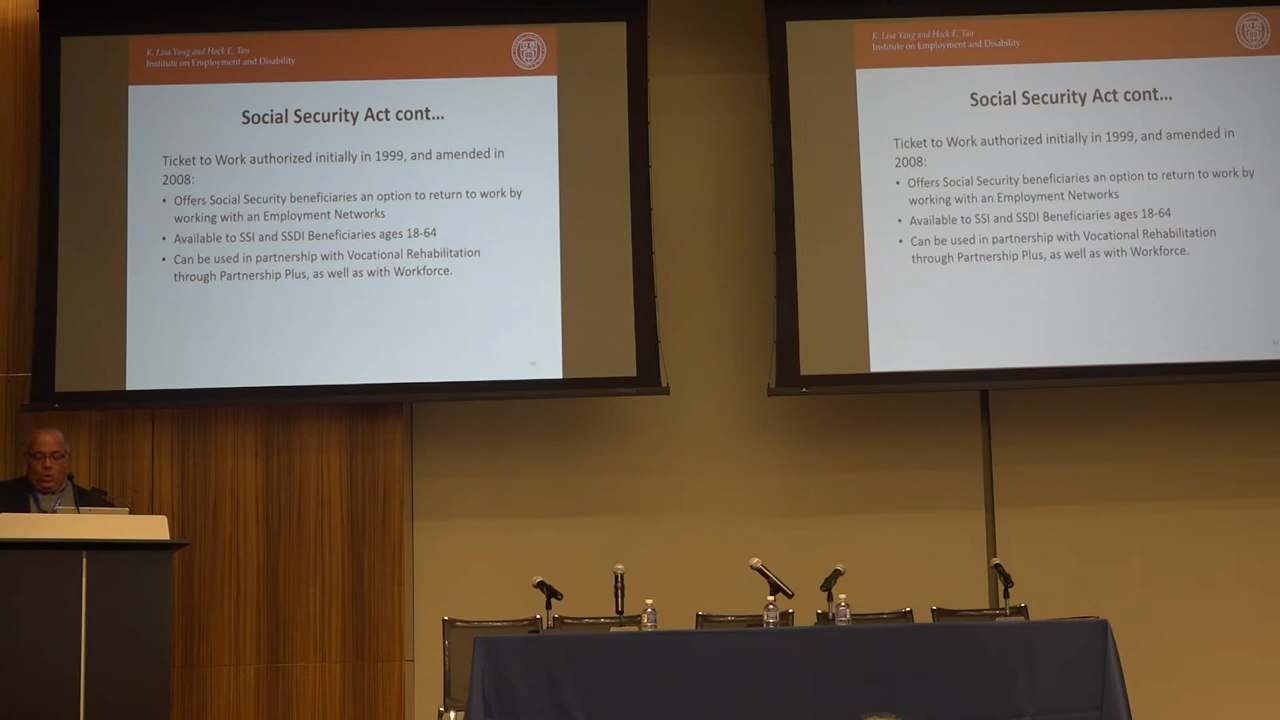 K. Lisa Yang and Hock E. Tan
Institute on Employment and Disability
Social Security Act cont...
Ticket to Work authorized initially in 1999, and amended in
2008:
• Offers Social Security beneficiaries an option to return to work by
working with an Employment Networks
• Available to SSI and SSDI Beneficiaries ages 18-64
• Can be used in partnership with Vocational Rehabilitation
through Partnership Plus, as well as with Workforce.
K. Lisa Yang and Hock E. Tan
Institute on Employment and Disability
Social Security Act cont...
Ticket to Work authorized initially in 1999, and amended in
2008:
• Offers Social Security beneficiaries an option to return to work by
working with an Employment Networks
• Available to SSI and SSDI Beneficiaries ages 18-64
• Can be used in partnership with Vocational Rehabilitation
through Partnership Plus, as well as with Workforce.